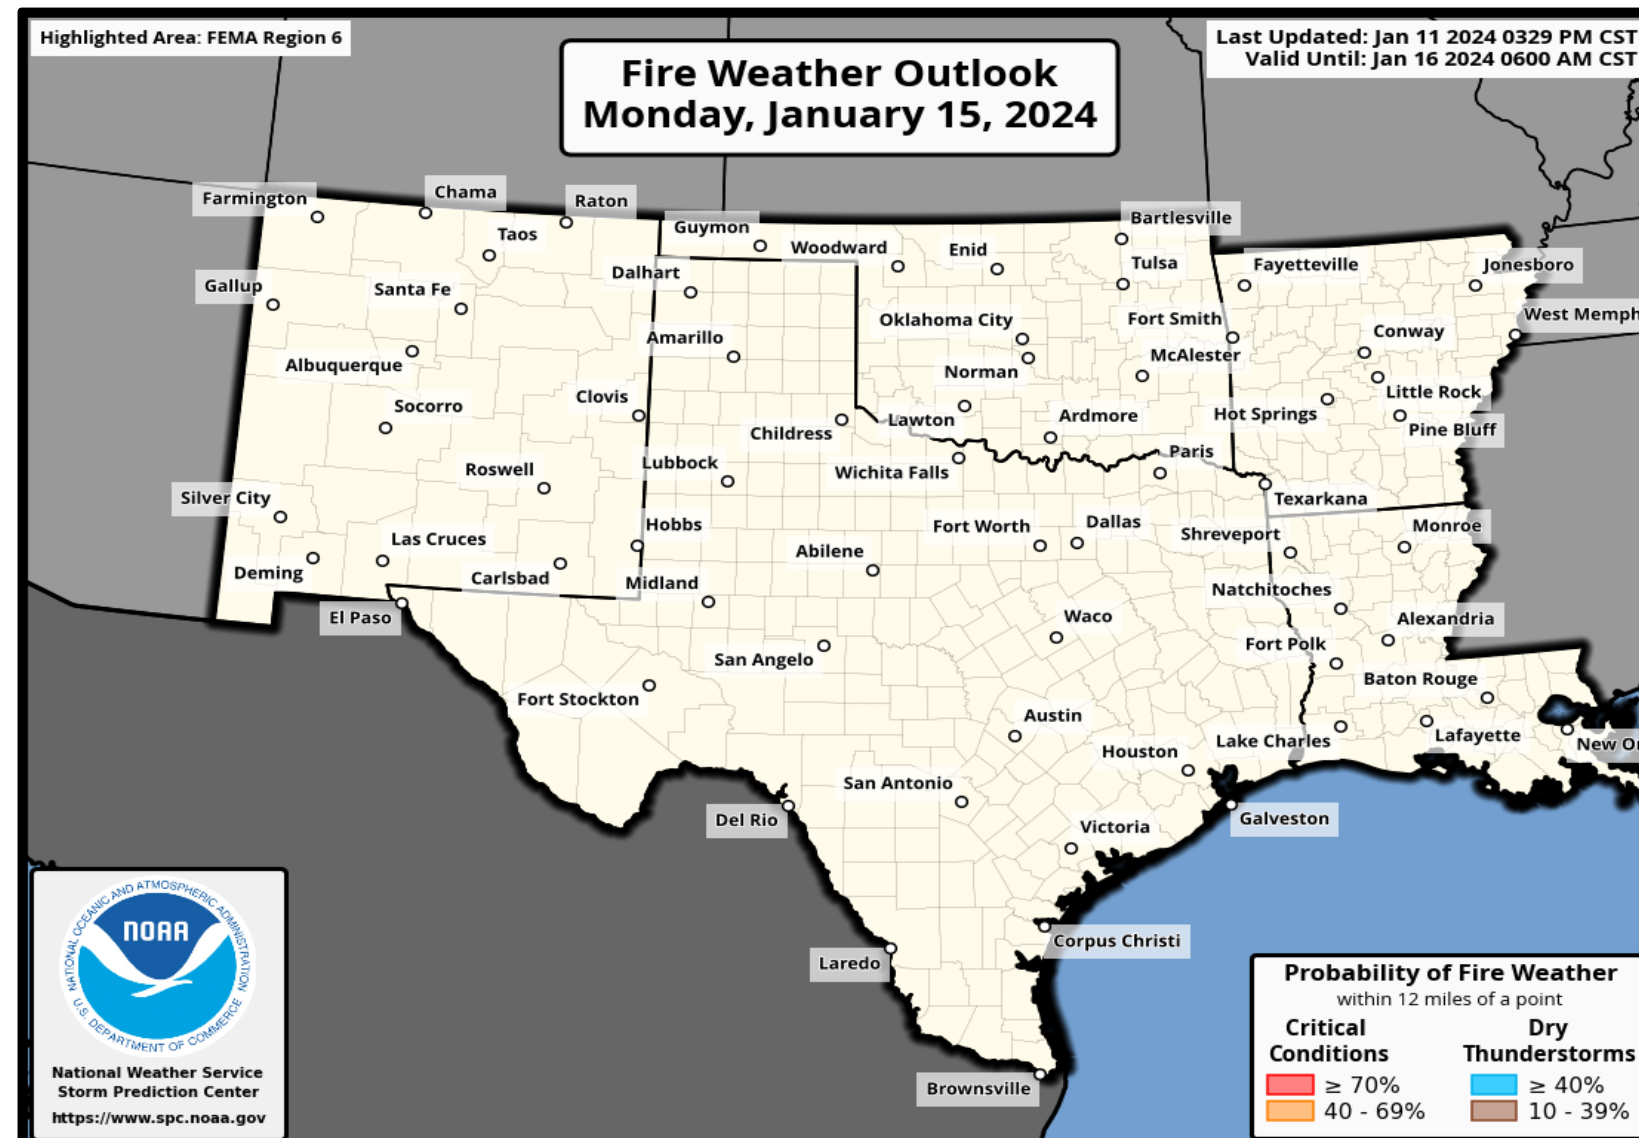 Highlighted Area: FEMA Region 6
Fire Weather Outlook
Monday, January 15, 2024
Last Updated: Jan 11 2024 0329 PM CST
Valid Until: Jan 16 2024 0600 AM CST
Farmington
Chama
Raton
Taos
Guymon
Woodward
Enid
Bartlesville
Tulsa
Fayetteville
Jonesboro
Gallup
Santa Fe
Dalhart
Oklahoma City
Fort Smith
West Memph
Albuquerque
Amarillo
Norman
McAlester
Conway
Socorro
Clovis
Childress
Lawton
Ardmore
Hot Springs
Little Rock
Pine Bluff
Roswell
Lubbock
Wichita Falls
Paris
Silver City
Texarkana
Las Cruces
Hobbs
Abilene
Fort Worth
Dallas
Shreveport
Monroe
Deming
Carlsbad
Midland
Natchitoches
El Paso
Waco
Alexandria
San Angelo
Fort Polk
Fort Stockton
Baton Rouge
Austin
Houston
Lake Charles
Lafayette
New Or
San Antonio
Del Rio
Victoria
Galveston
Corpus Christi
Laredo
Brownsville
NATIONAL OCEANIC AND ATMOSPHERIC ADMINISTRATION
NOAA
U.S. DEPARTMENT OF COMMERCE
National Weather Service
Storm Prediction Center
https://www.spc.noaa.gov
Probability of Fire Weather
within 12 miles of a point
Critical Conditions
≥ 70%
40 - 69%
Dry Thunderstorms
≥ 40%
10 - 39%